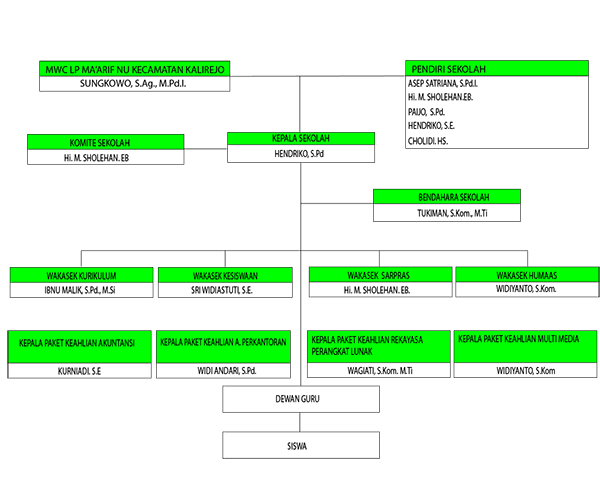 MWC LP MA'ARIF NU KECAMATAN KALIREJO
SUNGKOWO, S.Ag., M.Pd.I.
PENDIRI SEKOLAH
ASEP SATRIANA, S.Pd.I.
Hi. M. SHOLEHAN.EB.
PAIJO, S.Pd.
HENDRIKO, S.E.
CHOLIDI. HS.
KOMITE SEKOLAH
Hi. M. SHOLEHAN. EB
KEPALA SEKOLAH
HENDRIKO, S.Pd
BENDAHARA SEKOLAH
TUKIMAN, S.Kom., M.Ti
WAKASEK KURIKULUM
IBNU MALIK, S.Pd., M.Si
WAKASEK KESISWAAN
SRI WIDIASTUTI, S.E.
WAKASEK SARPRAS
Hi. M. SHOLEHAN. EB.
WAKASEK HUMAAS
WIDIYANTO, S.Kom.
KEPALA PAKET KEAHLIAN AKUNTANSI
KURNIADI. S.E
KEPALA PAKET KEAHLIAN A. PERKANTORAN
WIDI ANDARI, S.Pd.
KEPALA PAKET KEAHLIAN REKAYASA
PERANGKAT LUNAK
WAGIATI, S.Kom. M.Ti
KEPALA PAKET KEAHLIAN MULTI MEDIA
WIDIYANTO, S.Kom
DEWAN GURU
SISWA